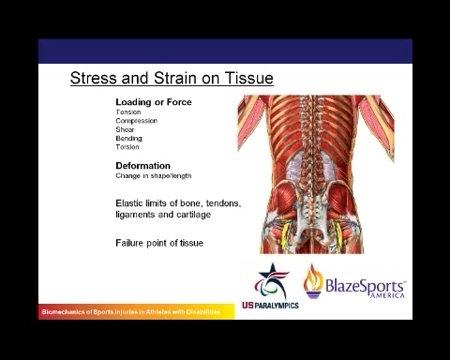 Stress and Strain on Tissue
Loading or Force
Tension
Compression
Shear
Bending
Torsion
Deformation
Change in shape/length
Elastic limits of bone, tendons,
ligaments and cartilage
Failure point of tissue
US PARALYMPICS
BlazeSports
AMERICA
Biomechanics of Sports Injuries in Athletes with Disabilities